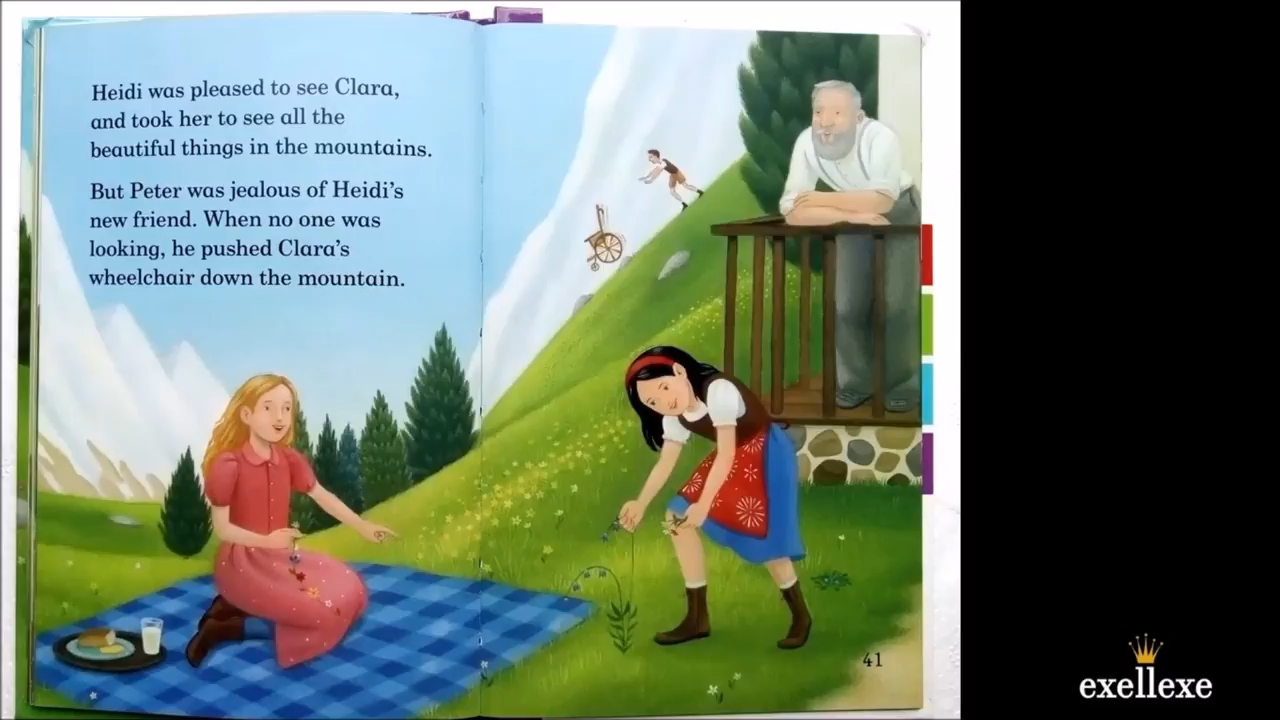 Heidi was pleased to see Clara,
and took her to see all the
beautiful things in the mountains.
But Peter was jealous of Heidi’s
new friend. When no one was
looking, he pushed Clara’s
wheelchair down the mountain.
41
exellexe